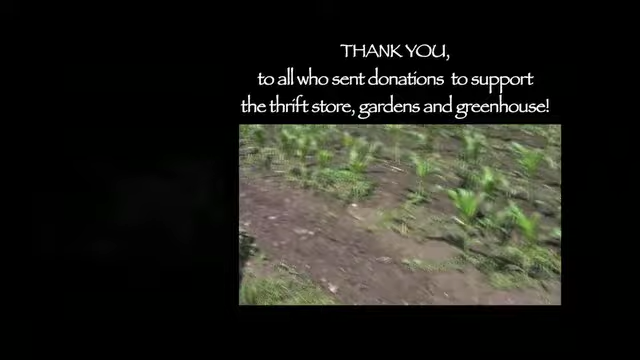 THANK YOU,
to all who sent donations to support
the thrift store, gardens and greenhouse!